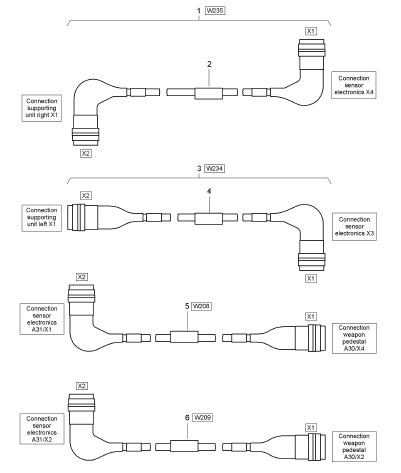 1 W235
X1
2
Connection
sensor
electronics X4
Connection
supporting
unit right X1
X2
3 W234
X2
4
Connection
supporting
unit left X1
Connection
sensor
electronics X3
X1
X2
Connection
sensor
electronics
A31/X1
5 W208
X1
Connection
weapon
pedestal
A30/X4
X2
Connection
sensor
electronics
A31/X2
6 W209
X1
Connection
weapon
pedestal
A30/X2